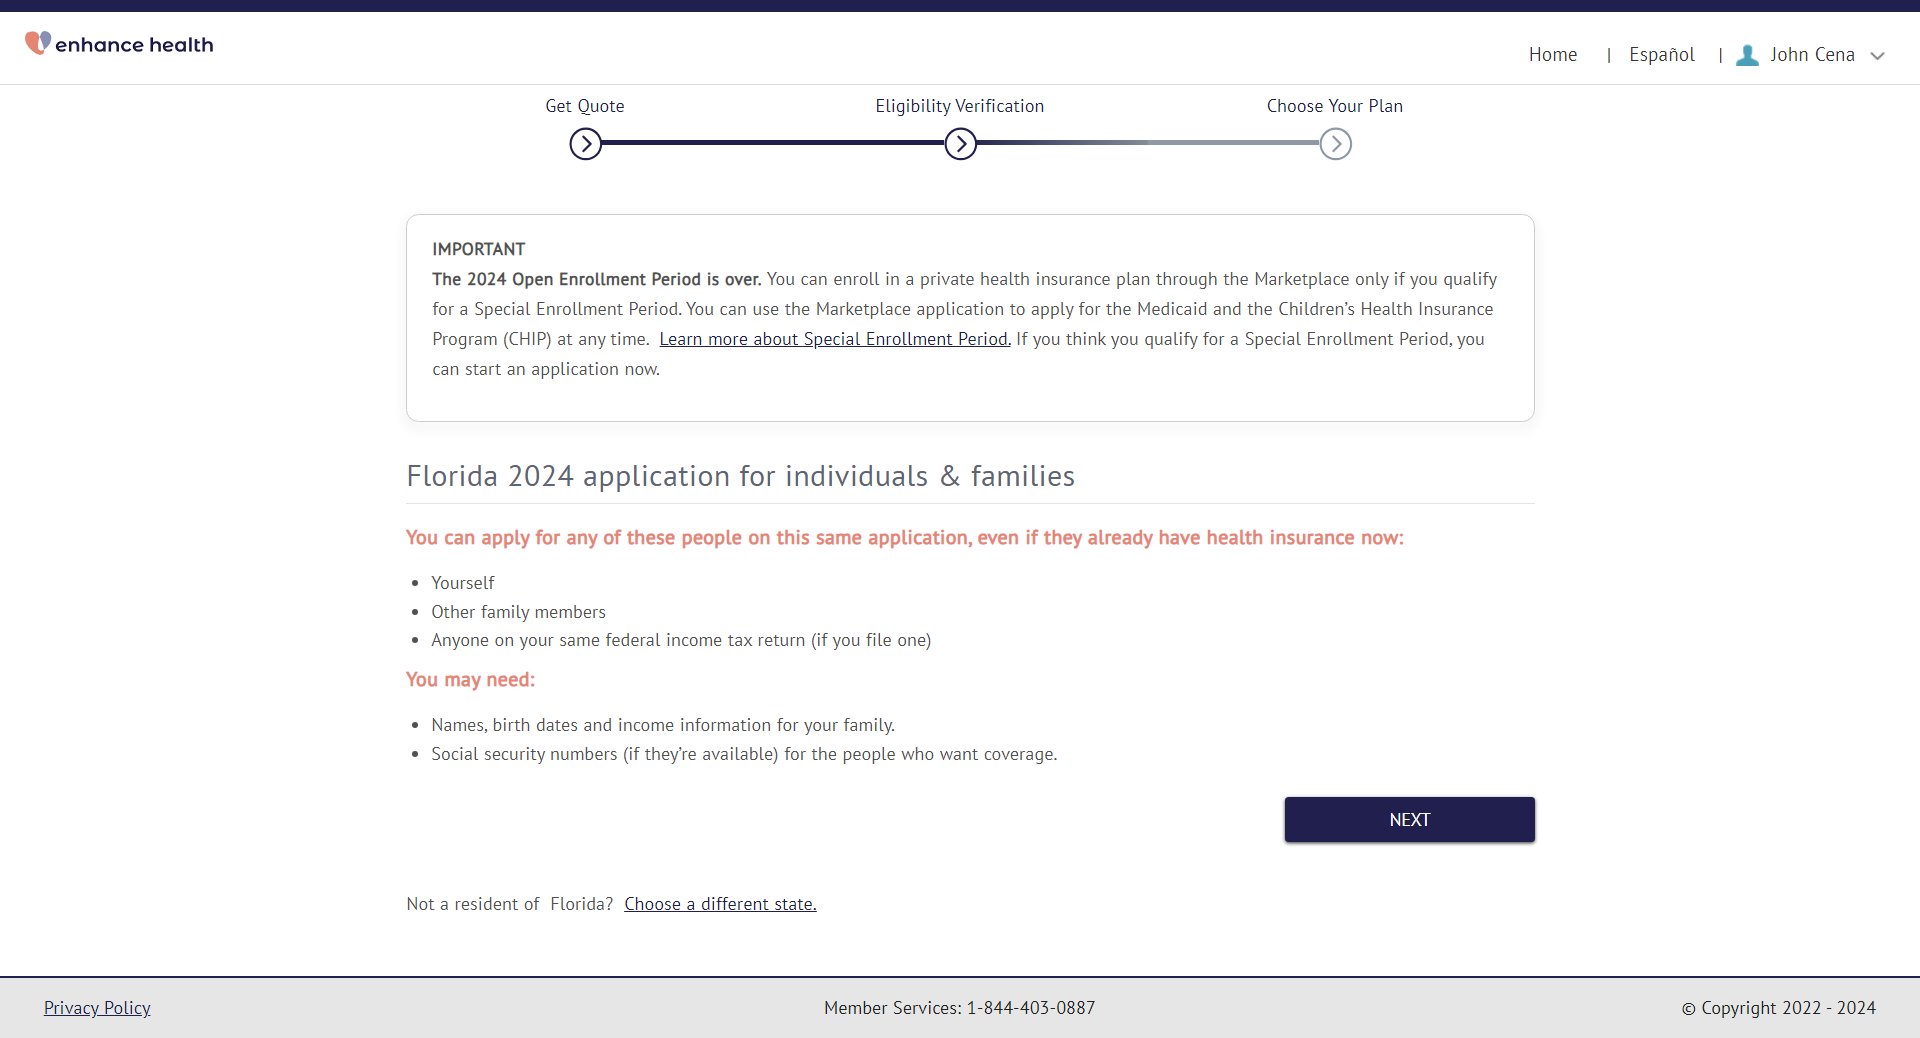 enhance health
Home | Español | John Cena
Get Quote Eligibility Verification Choose Your Plan
IMPORTANT
The 2024 Open Enrollment Period is over. You can enroll in a private health insurance plan through the Marketplace only if you qualify
for a Special Enrollment Period. You can use the Marketplace application to apply for the Medicaid and the Children’s Health Insurance
Program (CHIP) at any time. Learn more about Special Enrollment Period. If you think you qualify for a Special Enrollment Period, you
can start an application now.
Florida 2024 application for individuals & families
You can apply for any of these people on this same application, even if they already have health insurance now:
• Yourself
• Other family members
• Anyone on your same federal income tax return (if you file one)
You may need:
• Names, birth dates and income information for your family.
• Social security numbers (if they’re available) for the people who want coverage.
NEXT
Not a resident of Florida? Choose a different state.
Privacy Policy Member Services: 1-844-403-0887 © Copyright 2022 - 2024